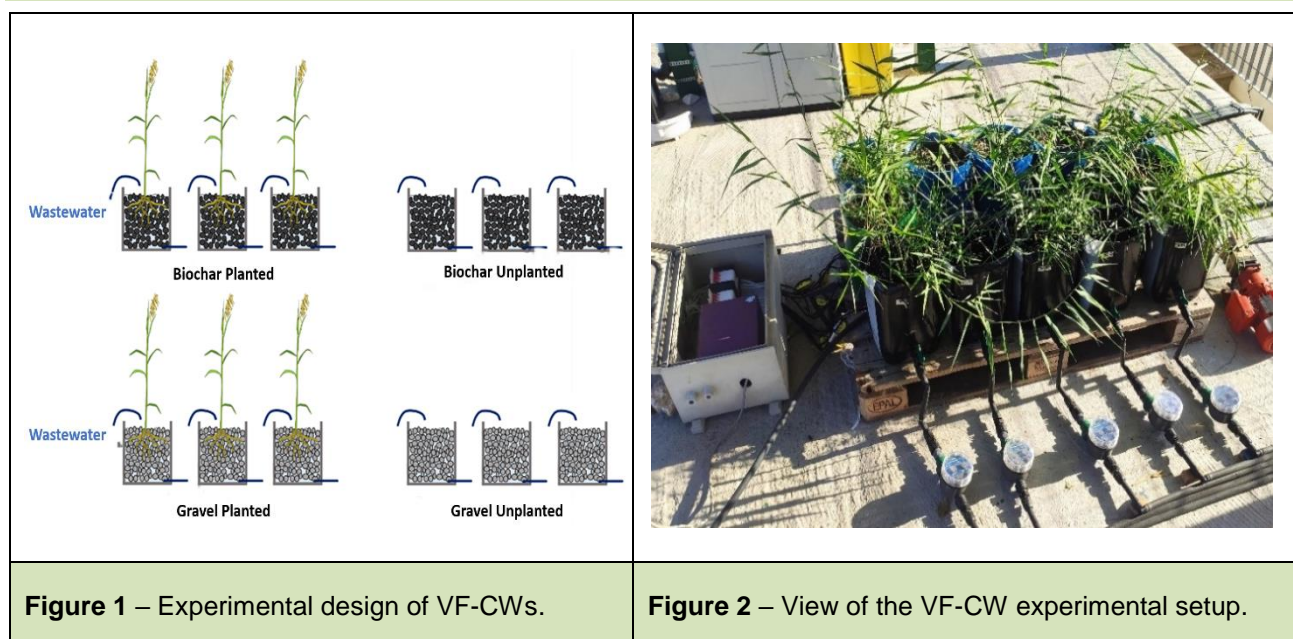 Wastewater
Biochar Planted
Biochar Unplanted
Wastewater
Gravel Planted
Gravel Unplanted
EPAL
Figure 1 – Experimental design of VF-CWs.
Figure 2 – View of the VF-CW experimental setup.